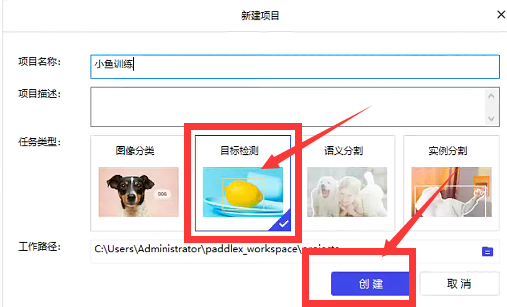 新建项目
项目名称：
小鱼训练
项目描述：
任务类型：
图像分类
目标检测
语义分割
实例分割
工作路径：
C:\Users\Administrator\paddlex_workspace\projects
创 建
取 消